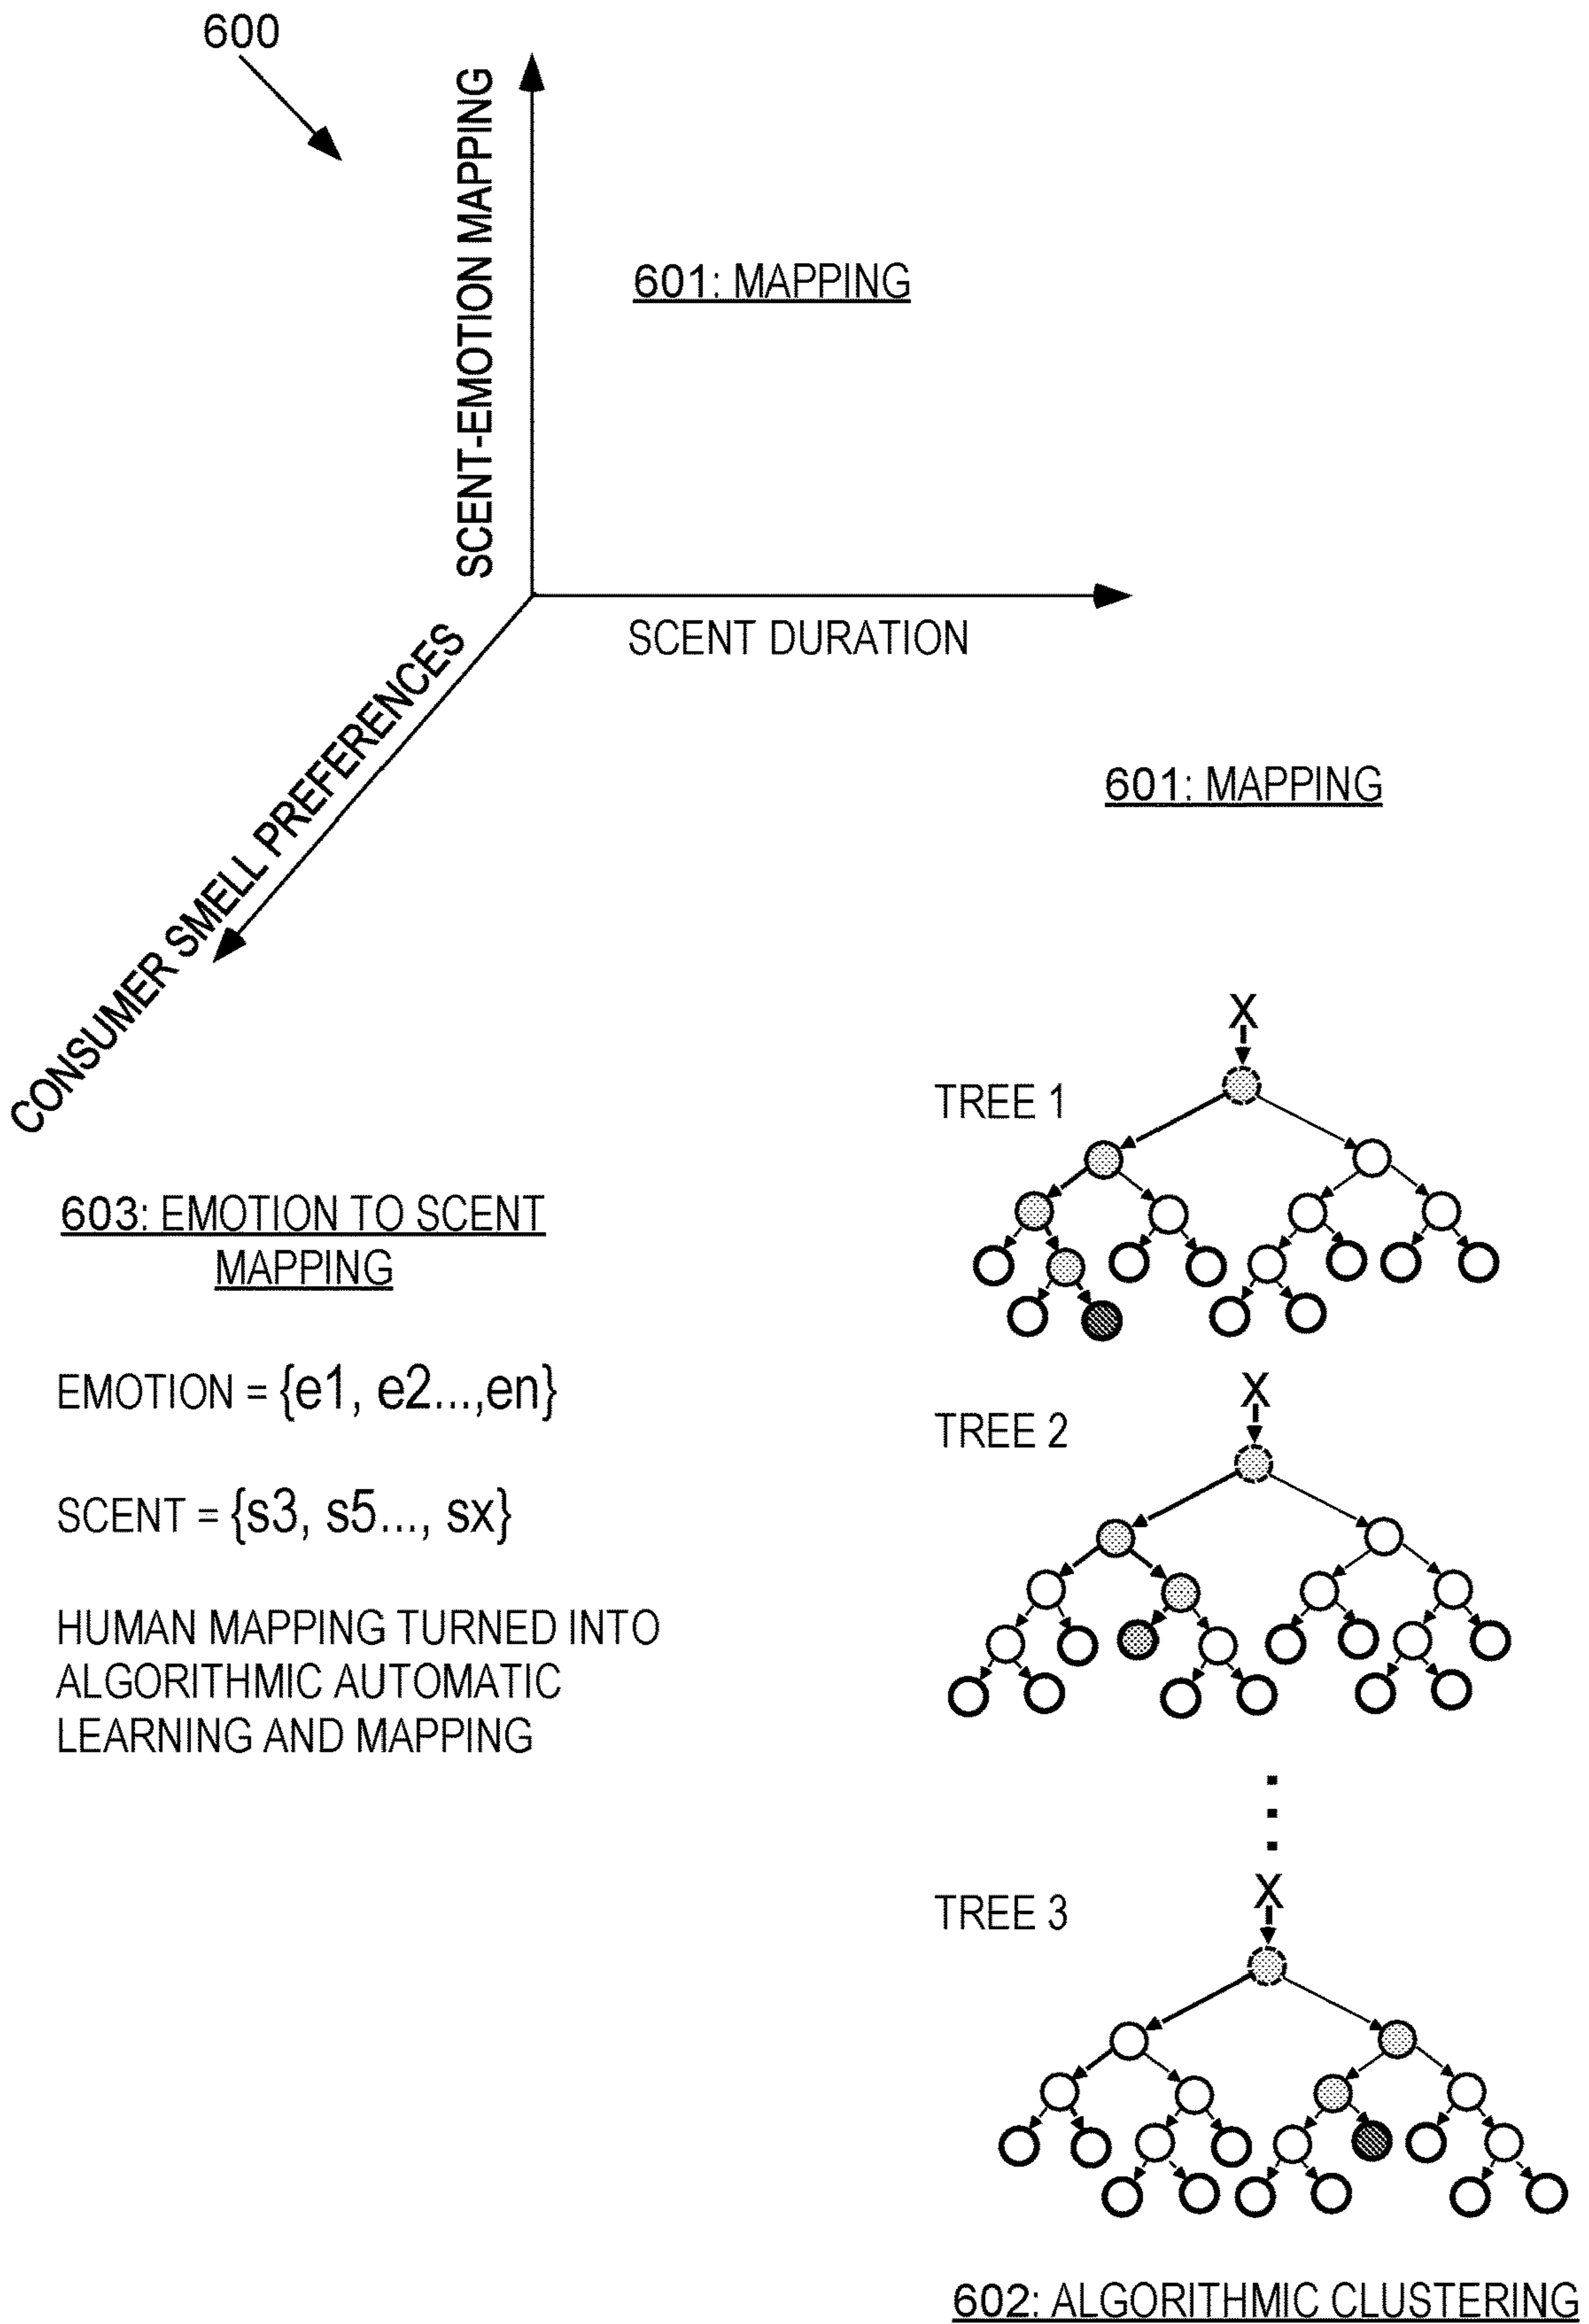 600
SCENT-EMOTION MAPPING
601: MAPPING
SCENT DURATION
CONSUMER SMELL PREFERENCES
601: MAPPING
603: EMOTION TO SCENT
MAPPING
EMOTION = {e1, e2...,en}
SCENT = {s3, s5..., sx}
HUMAN MAPPING TURNED INTO
ALGORITHMIC AUTOMATIC
LEARNING AND MAPPING
X
TREE 1
X
TREE 2
X
TREE 3
602: ALGORITHMIC CLUSTERING